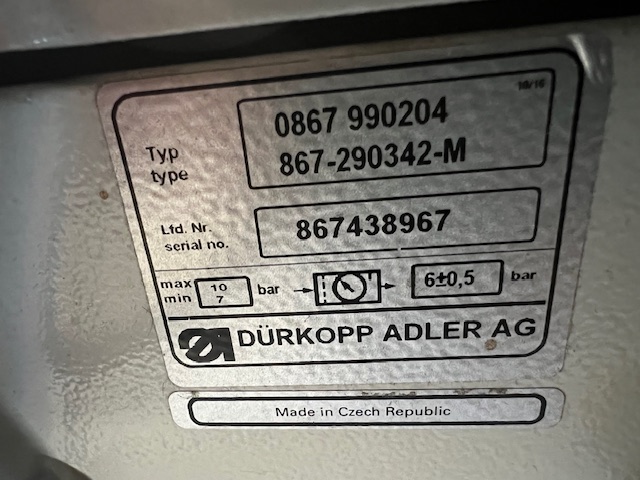 10/16
0867 990204
Typ
type
867-290342-M
Lfd. Nr.
serial no.
867438967
max
min
10
7
bar
6±0,5
bar
DÜRKOPP ADLER AG
Made in Czech Republic